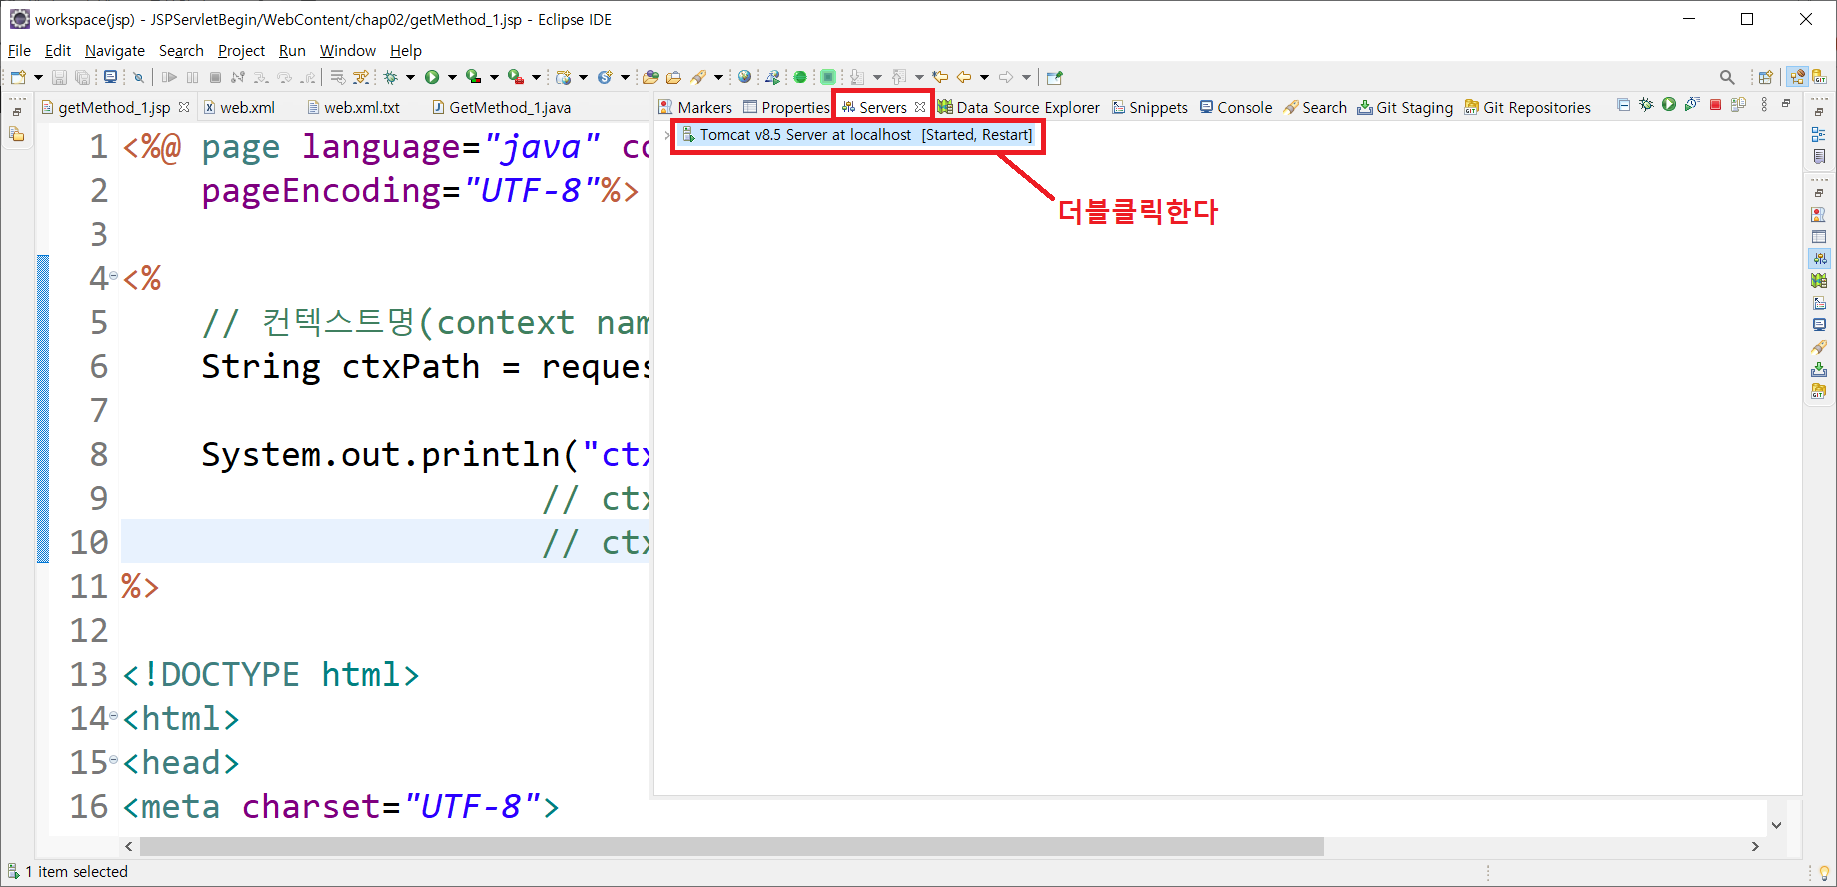 workspace(jsp) - JSPServletBegin/WebContent/chap02/getMethod_1.jsp - Eclipse IDE
File Edit Navigate Search Project Run Window Help
getMethod_1.jsp web.xml web.xml.txt GetMethod_1.java
Markers Properties Servers Data Source Explorer Snippets Console Search Git Staging Git Repositories
Tomcat v8.5 Server at localhost [Started, Restart]
더블클릭한다
1 <%@ page language="java" co
2 pageEncoding="UTF-8"%>
3
4 <%
5 // 컨텍스트명(context nam
6 String ctxPath = reques
7
8 System.out.println("ctx
9 // ctx
10 // ctx
11 %>
12
13 <!DOCTYPE html>
14 <html>
15 <head>
16 <meta charset="UTF-8">
1 item selected